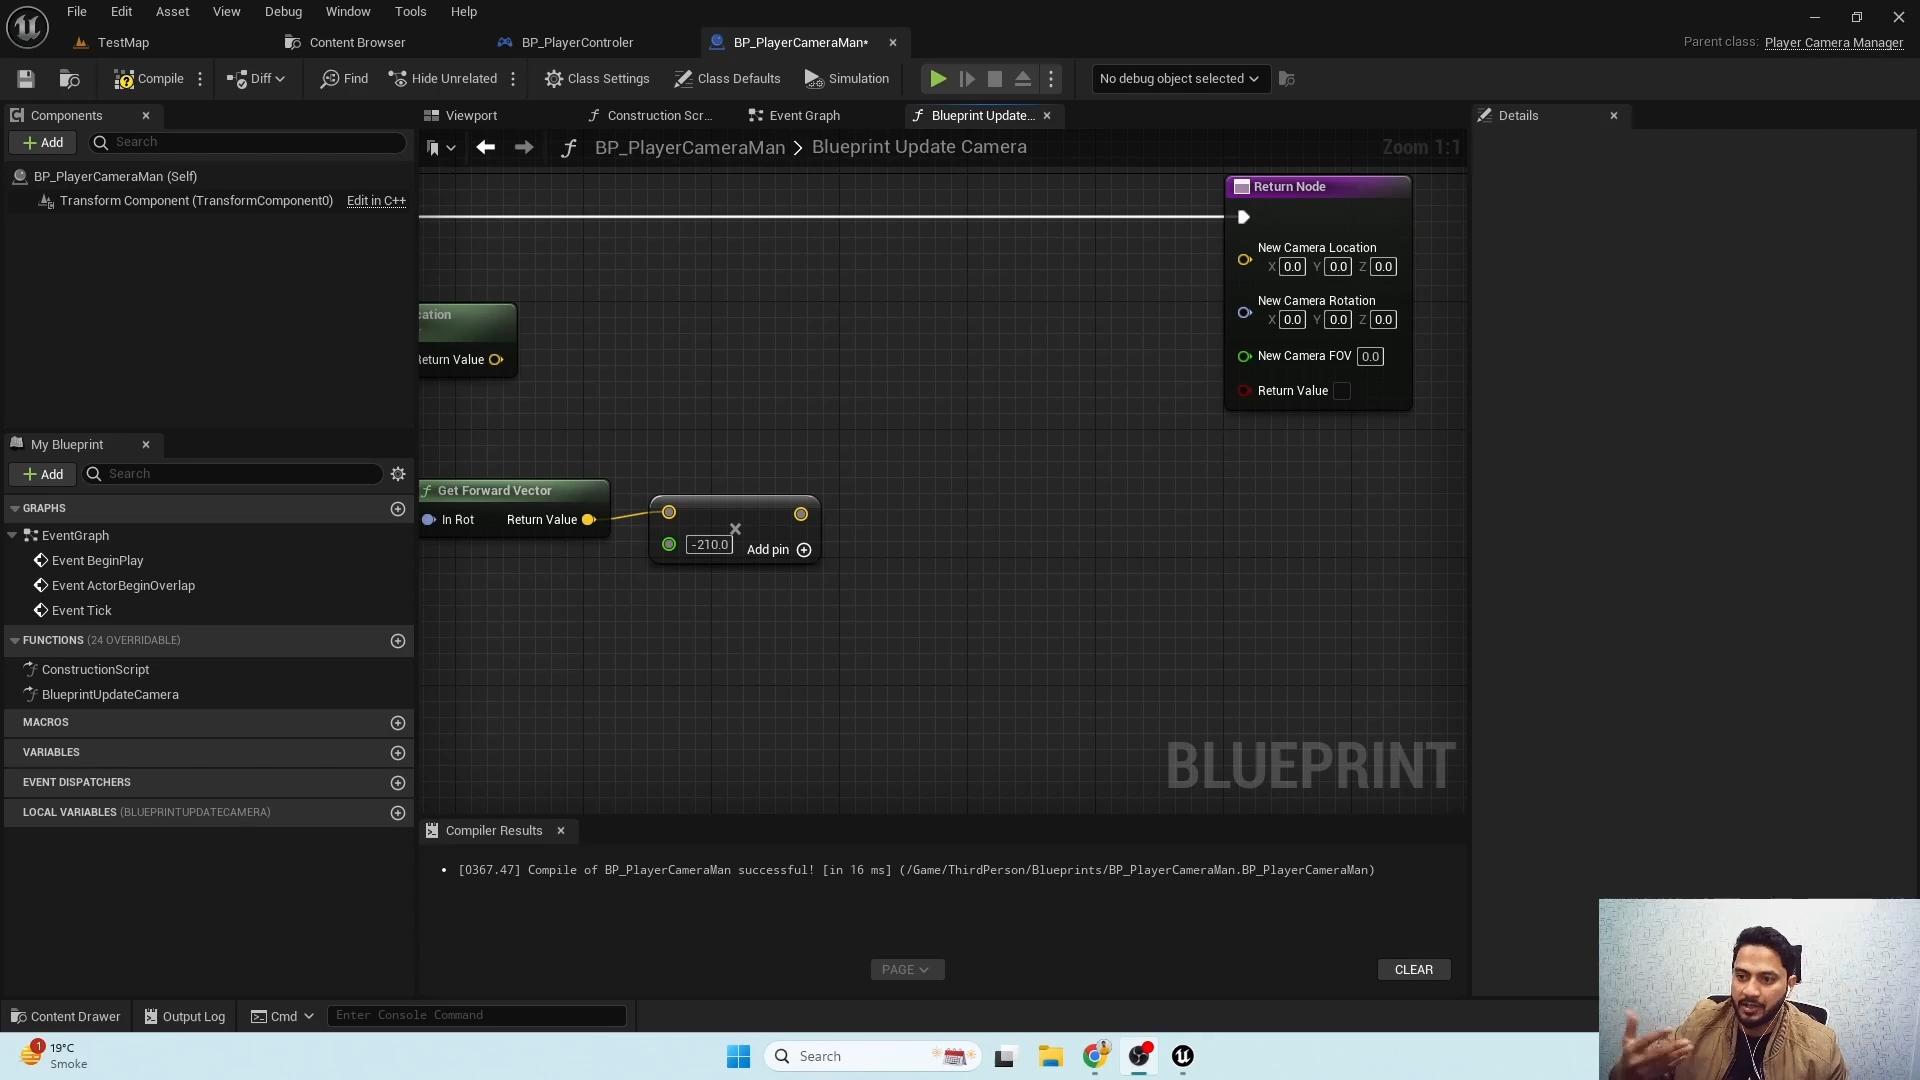 File Edit Asset View Debug Window Tools Help
TestMap Content Browser BP_PlayerControler BP_PlayerCameraMan*
Parent class: Player Camera Manager
Compile Diff Find Hide Unrelated Class Settings Class Defaults Simulation No debug object selected
Components
Add Search
BP_PlayerCameraMan (Self)
Transform Component (TransformComponent0) Edit in C++
My Blueprint
Add Search
GRAPHS
EventGraph
Event BeginPlay
Event ActorBeginOverlap
Event Tick
FUNCTIONS (24 OVERRIDABLE)
ConstructionScript
BlueprintUpdateCamera
MACROS
VARIABLES
EVENT DISPATCHERS
LOCAL VARIABLES (BLUEPRINTUPDATECAMERA)
Viewport Construction Scr... Event Graph Blueprint Update...
BP_PlayerCameraMan > Blueprint Update Camera
Zoom 1:1
Return Node
New Camera Location
X 0.0 Y 0.0 Z 0.0
New Camera Rotation
X 0.0 Y 0.0 Z 0.0
New Camera FOV 0.0
Return Value
cation
Return Value
Get Forward Vector
In Rot Return Value
-210.0 Add pin
BLUEPRINT
Compiler Results
[0367.47] Compile of BP_PlayerCameraMan successful! [in 16 ms] (/Game/ThirdPerson/Blueprints/BP_PlayerCameraMan.BP_PlayerCameraMan)
PAGE
CLEAR
Details
Content Drawer Output Log Cmd Enter Console Command
1
19°C
Smoke
Search